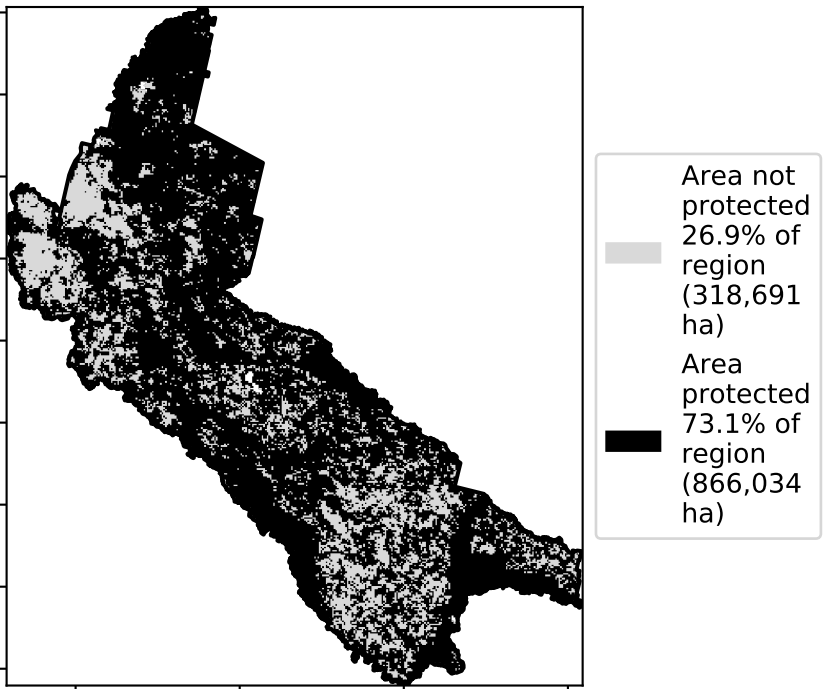 Area not
protected
26.9% of
region
(318,691
ha)
Area
protected
73.1% of
region
(866,034
ha)